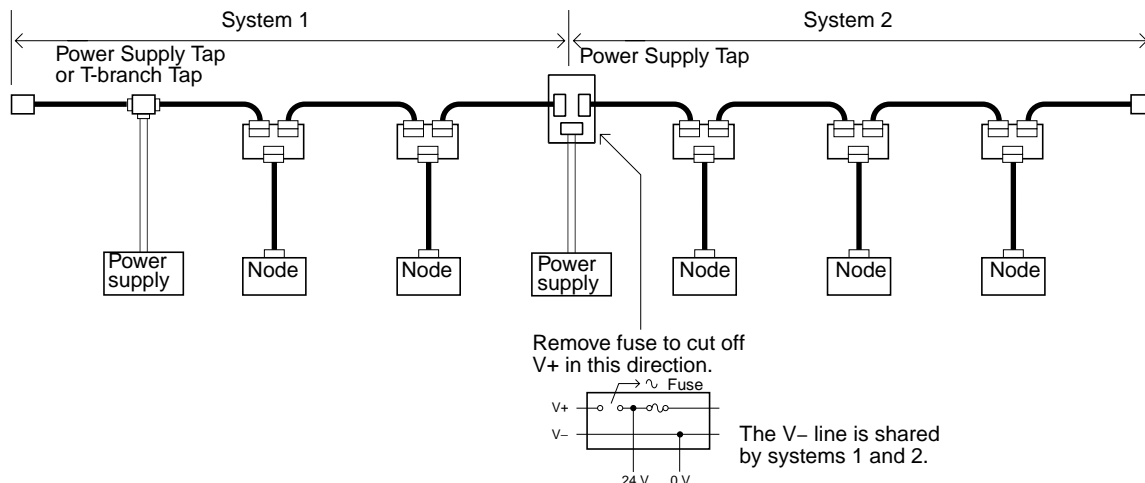 System 1
System 2
Power Supply Tap
or T-branch Tap
Power Supply Tap
Power
supply
Node
Node
Power
supply
Node
Node
Node
Remove fuse to cut off
V+ in this direction.
Fuse
V+
V–
The V– line is shared
by systems 1 and 2.
24 V
0 V